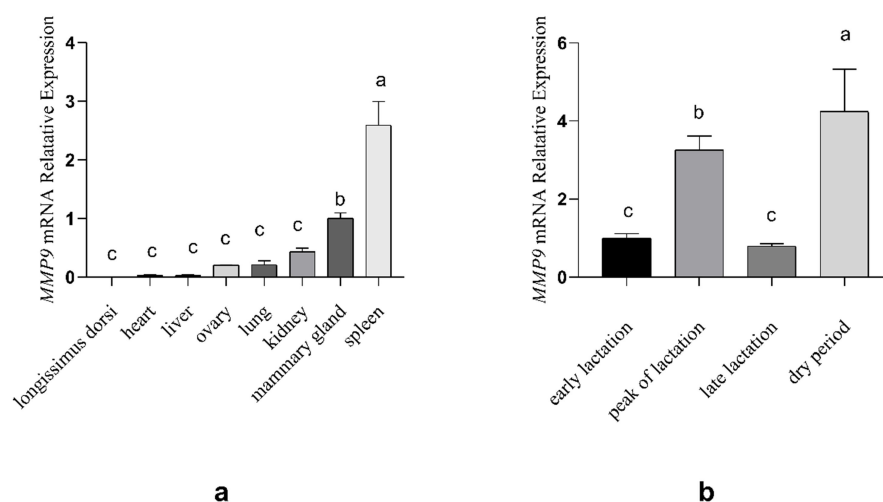 MMP9 mRNA Relatative Expression
4
3
2
1
0
c
c
c
c
c
c
b
a
longissimus dorsi
heart
liver
ovary
lung
kidney
mammary gland
spleen
a
MMP9 mRNA Relatative Expression
6
4
2
0
c
b
c
a
early lactation
peak of lactation
late lactation
dry period
b